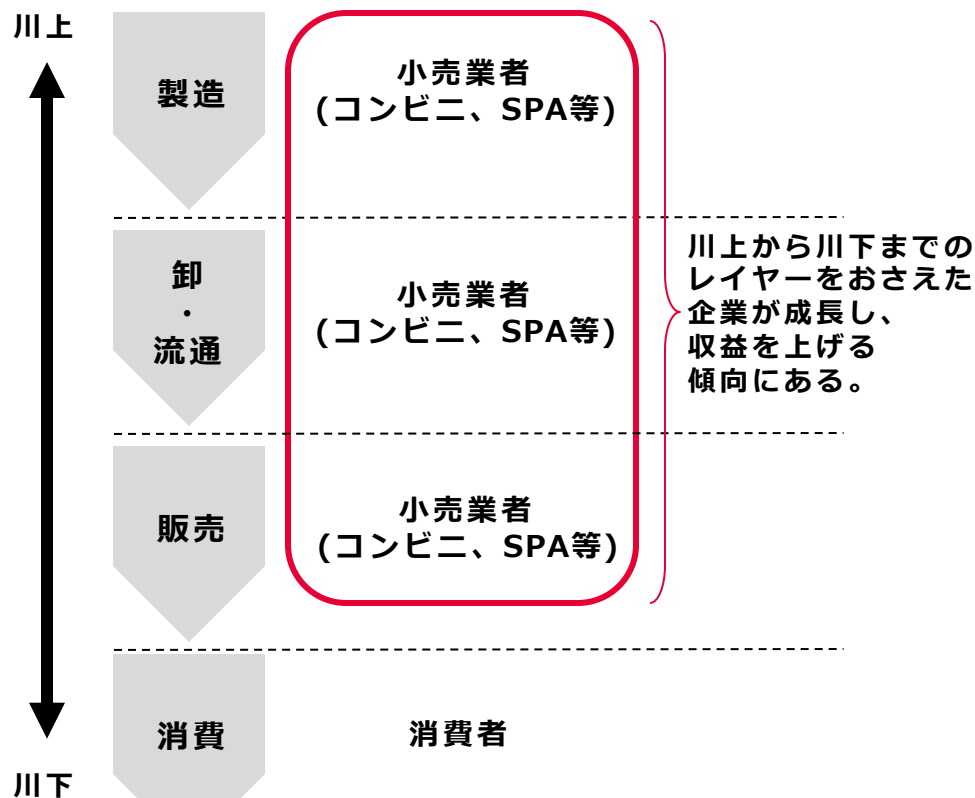 川上
製造
小売業者
(コンビニ、SPA等)
卸
・
流通
小売業者
(コンビニ、SPA等)
川上から川下までの
レイヤーをおさえた
企業が成長し、
収益を上げる
傾向にある。
販売
小売業者
(コンビニ、SPA等)
消費
消費者
川下